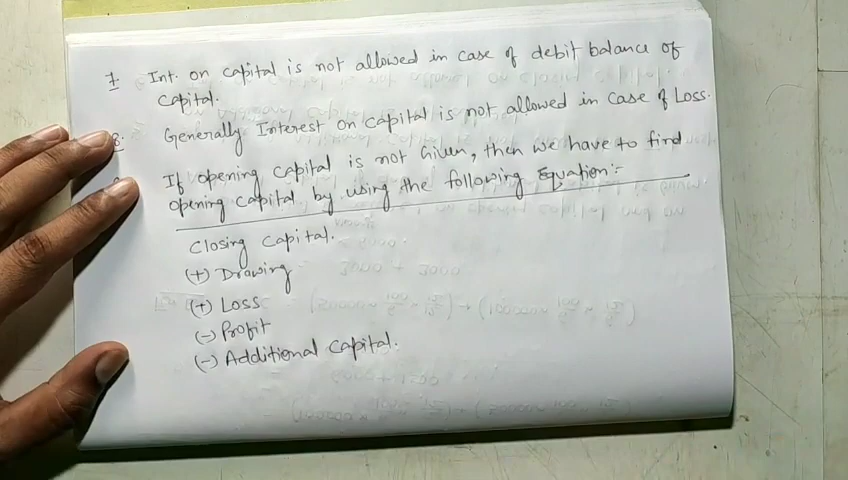 7. Int. on capital is not allowed in case of debit balance of
capital.
8. Generally Interest on capital is not allowed in case of Loss.
If opening capital is not Given, then we have to find
opening capital by using the following Equation:-
Closing Capital.
(+) Drawing
(+) Loss
(-) Profit
(-) Additional Capital.